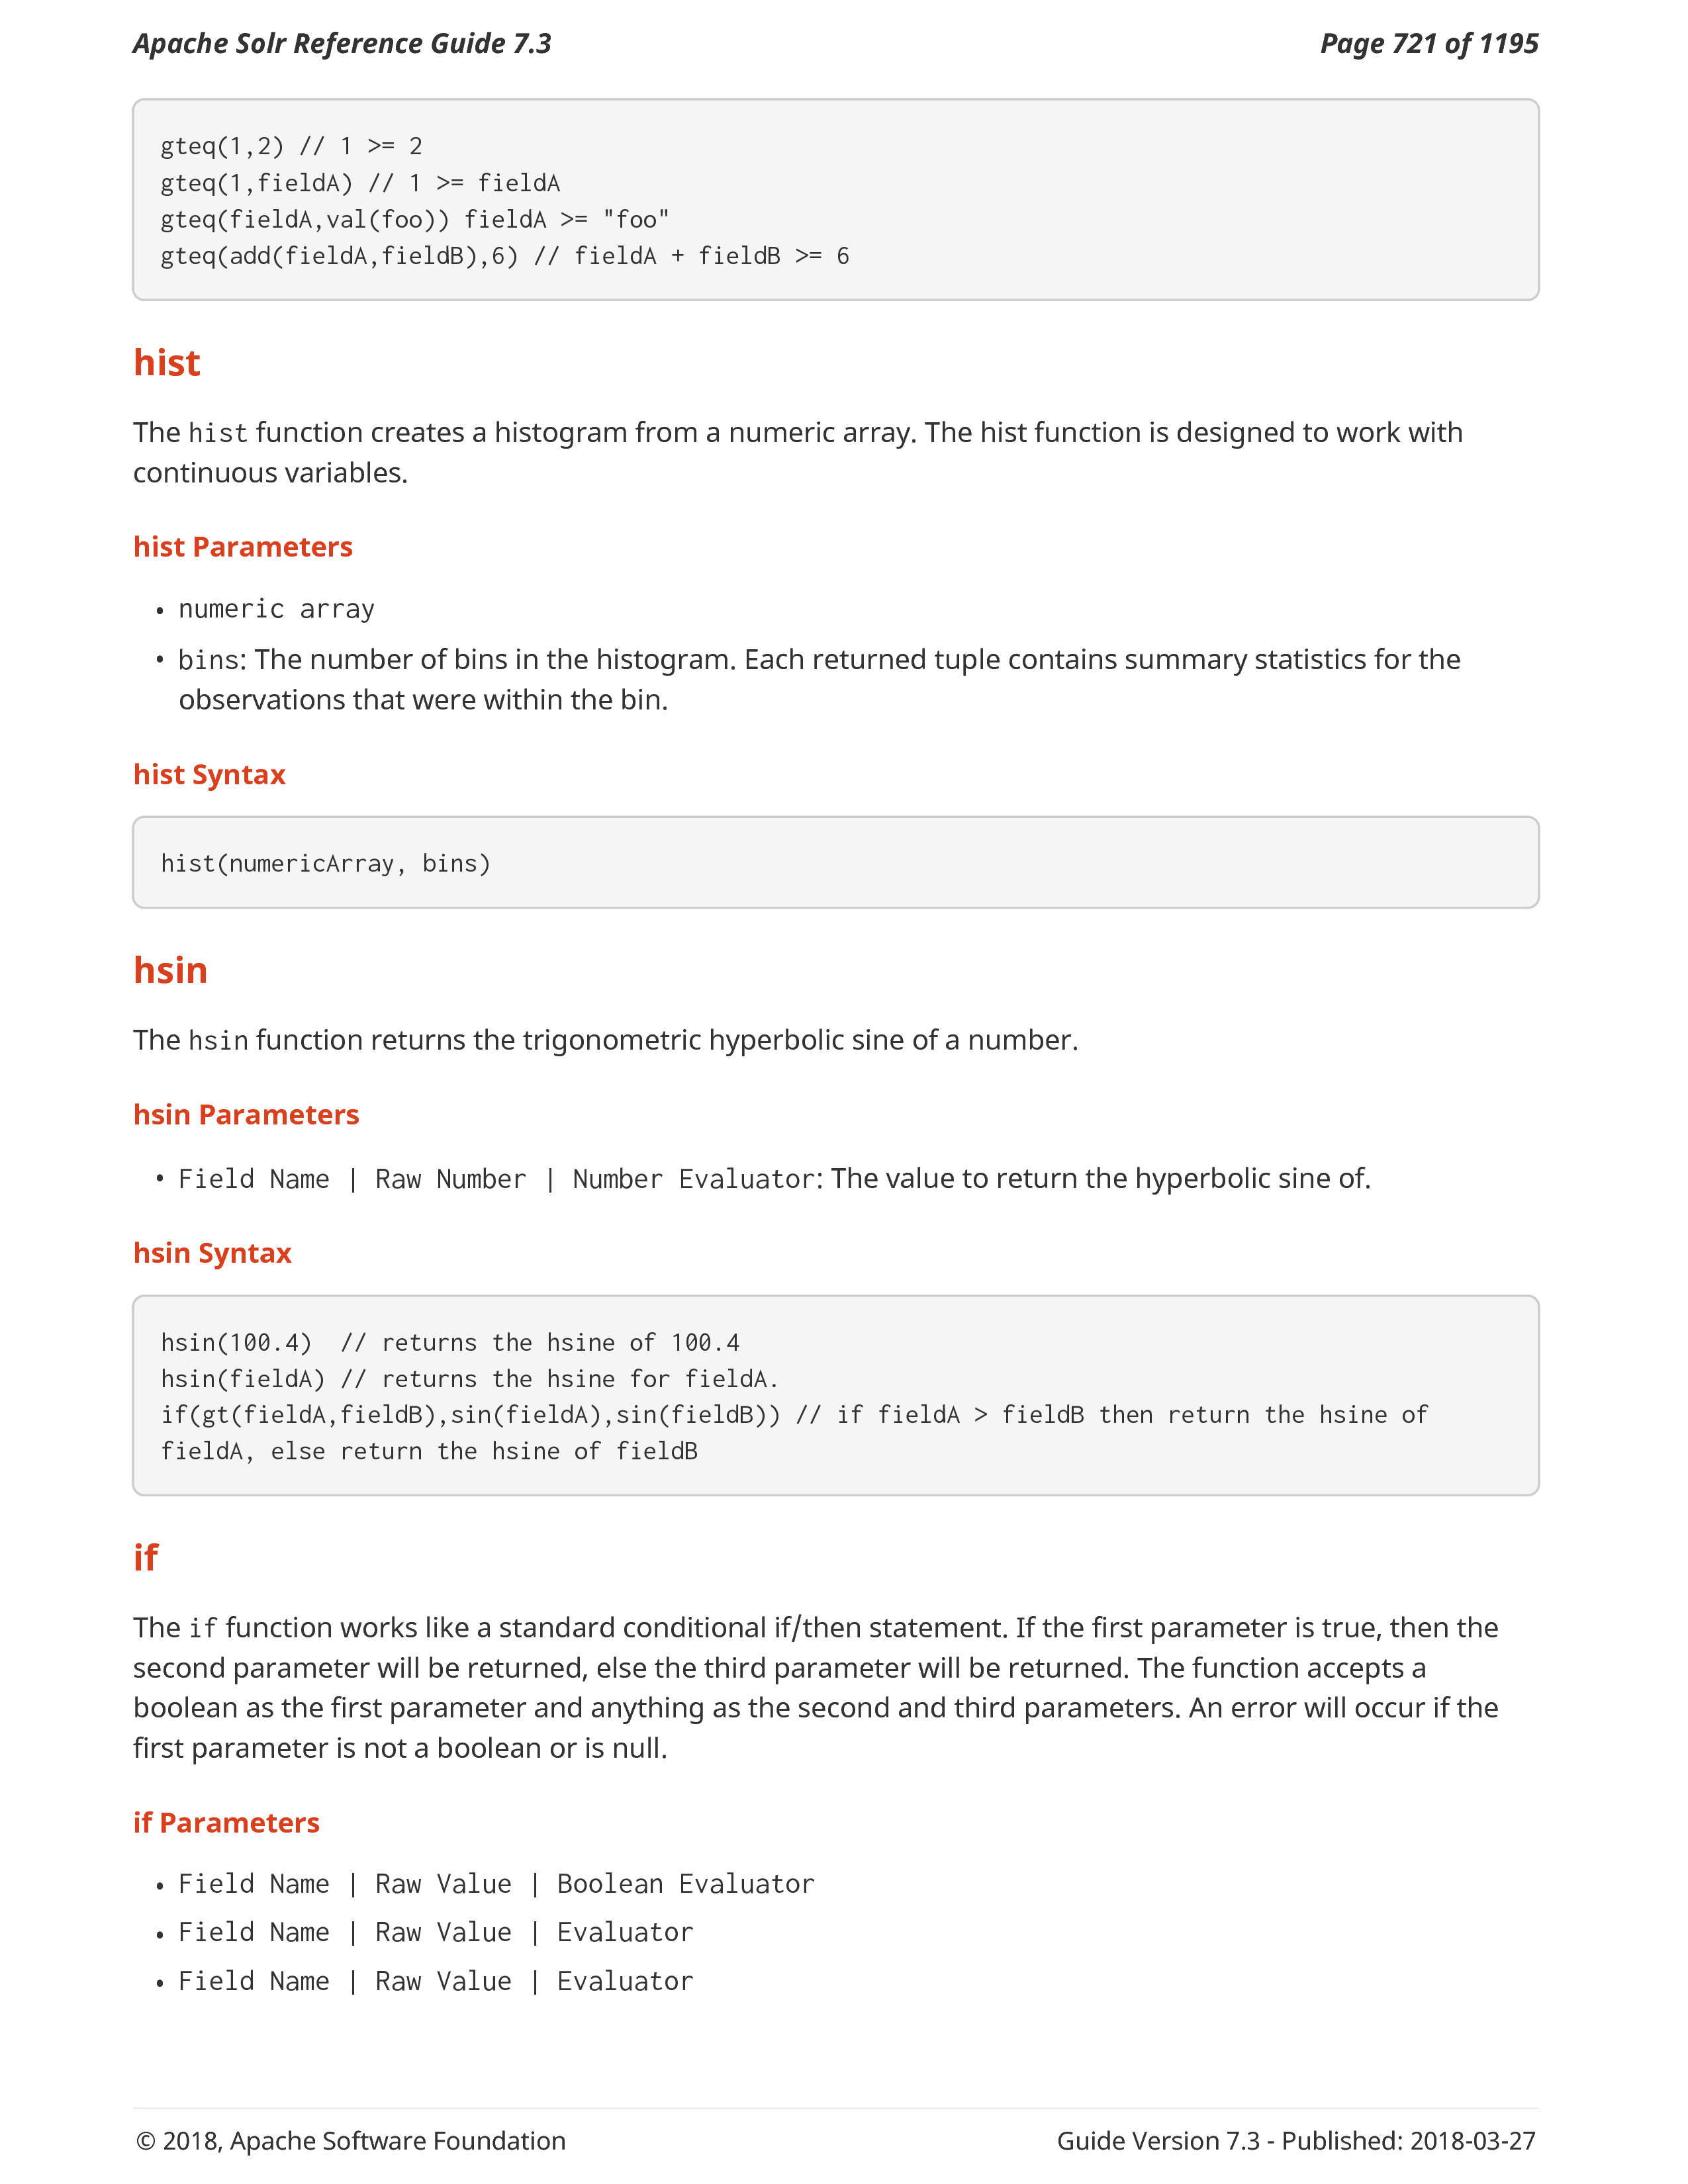 Apache Solr Reference Guide 7.3 Page 721 of 1195
gteq(1,2) // 1 >= 2
gteq(1,fieldA) // 1 >= fieldA
gteq(fieldA,val(foo)) fieldA >= "foo"
gteq(add(fieldA,fieldB),6) // fieldA + fieldB >= 6
hist
The hist function creates a histogram from a numeric array. The hist function is designed to work with
continuous variables.
hist Parameters
• numeric array
• bins: The number of bins in the histogram. Each returned tuple contains summary statistics for the
observations that were within the bin.
hist Syntax
hist(numericArray, bins)
hsin
The hsin function returns the trigonometric hyperbolic sine of a number.
hsin Parameters
• Field Name | Raw Number | Number Evaluator: The value to return the hyperbolic sine of.
hsin Syntax
hsin(100.4)  // returns the hsine of 100.4
hsin(fieldA) // returns the hsine for fieldA.
if(gt(fieldA,fieldB),sin(fieldA),sin(fieldB)) // if fieldA > fieldB then return the hsine of
fieldA, else return the hsine of fieldB
if
The if function works like a standard conditional if/then statement. If the first parameter is true, then the
second parameter will be returned, else the third parameter will be returned. The function accepts a
boolean as the first parameter and anything as the second and third parameters. An error will occur if the
first parameter is not a boolean or is null.
if Parameters
• Field Name | Raw Value | Boolean Evaluator
• Field Name | Raw Value | Evaluator
• Field Name | Raw Value | Evaluator
© 2018, Apache Software Foundation Guide Version 7.3 - Published: 2018-03-27